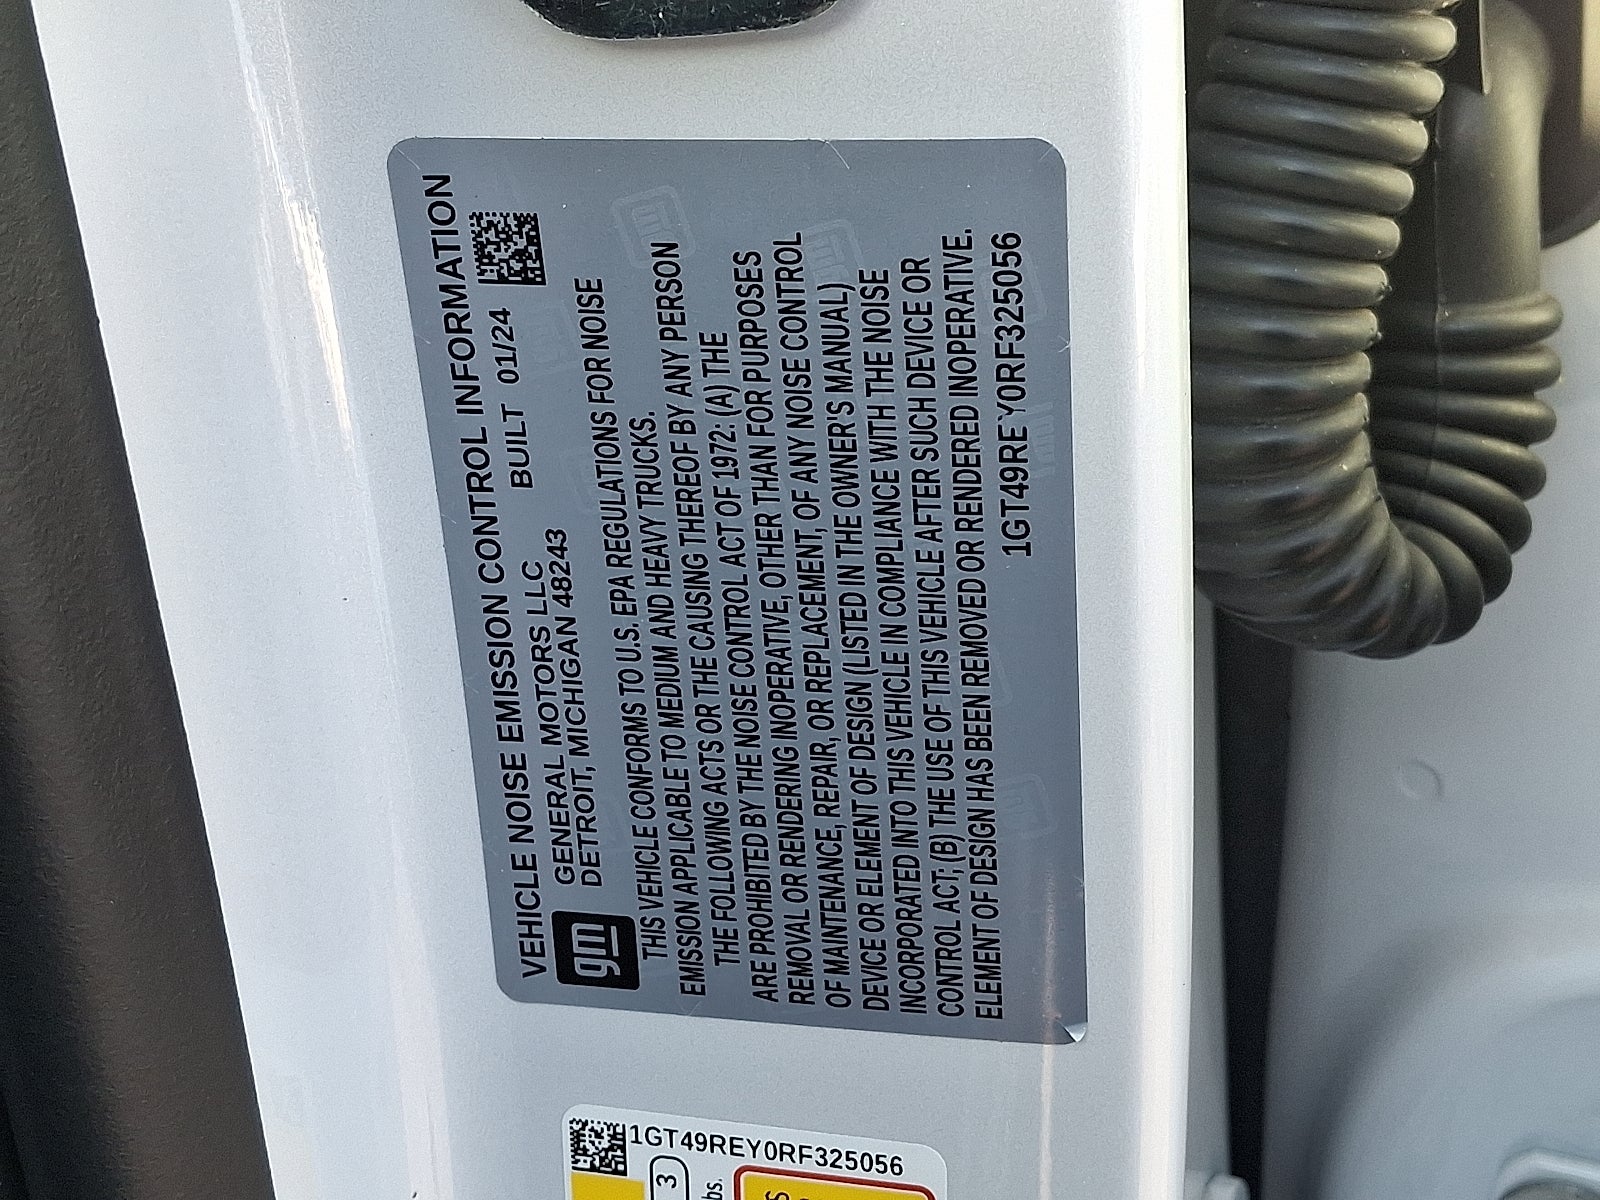 VEHICLE NOISE EMISSION CONTROL INFORMATION
gm
GENERAL MOTORS LLC BUILT 01/24
DETROIT, MICHIGAN 48243
THIS VEHICLE CONFORMS TO U.S. EPA REGULATIONS FOR NOISE
EMISSION APPLICABLE TO MEDIUM AND HEAVY TRUCKS.
THE FOLLOWING ACTS OR THE CAUSING THEREOF BY ANY PERSON
ARE PROHIBITED BY THE NOISE CONTROL ACT OF 1972: (A) THE
REMOVAL OR RENDERING INOPERATIVE, OTHER THAN FOR PURPOSES
OF MAINTENANCE, REPAIR, OR REPLACEMENT, OF ANY NOISE CONTROL
DEVICE OR ELEMENT OF DESIGN (LISTED IN THE OWNER'S MANUAL)
INCORPORATED INTO THIS VEHICLE IN COMPLIANCE WITH THE NOISE
CONTROL ACT; (B) THE USE OF THIS VEHICLE AFTER SUCH DEVICE OR
ELEMENT OF DESIGN HAS BEEN REMOVED OR RENDERED INOPERATIVE.
1GT49REY0RF325056
1GT49REY0RF325056
3
lbs.